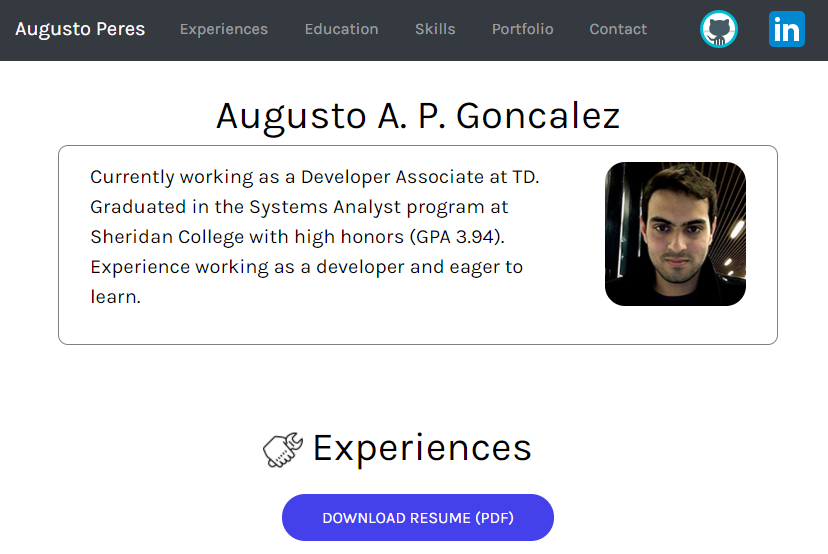 Augusto Peres Experiences Education Skills Portfolio Contact in
Augusto A. P. Goncalez
Currently working as a Developer Associate at TD.
Graduated in the Systems Analyst program at
Sheridan College with high honors (GPA 3.94).
Experience working as a developer and eager to
learn.
Experiences
DOWNLOAD RESUME (PDF)